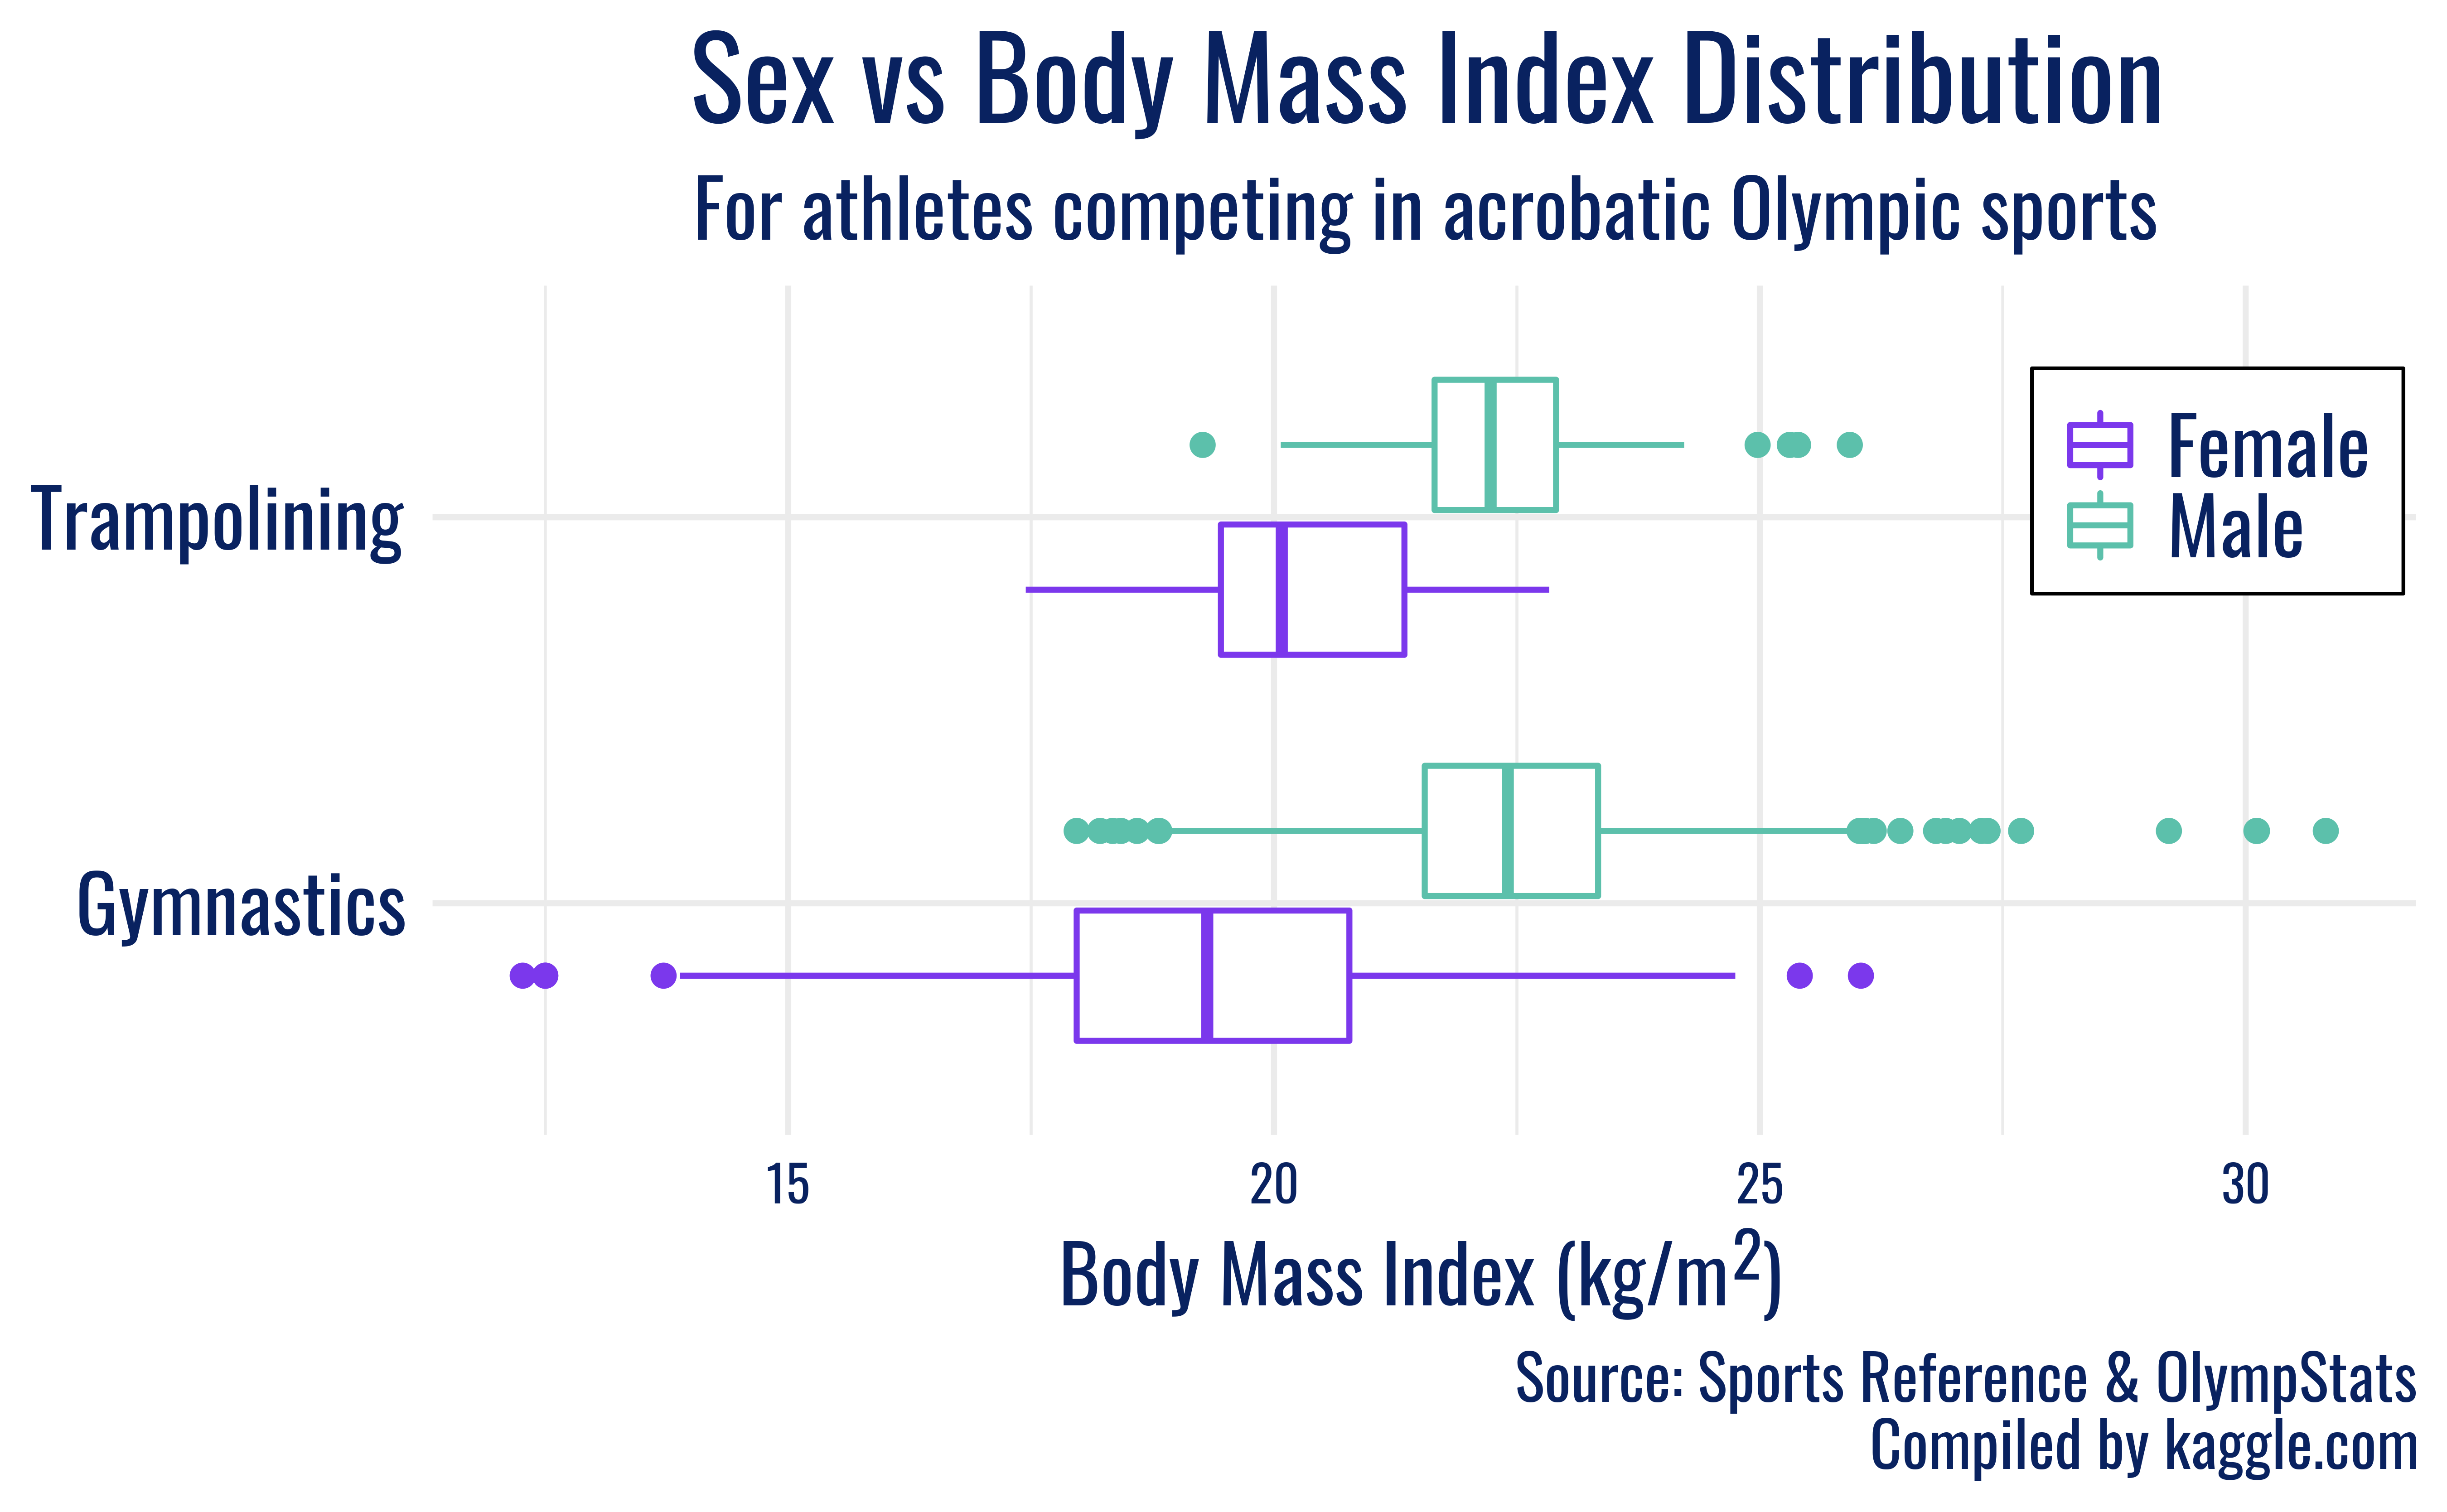 Sex vs Body Mass Index Distribution
For athletes competing in acrobatic Olympic sports
Trampolining
Female
Male
Gymnastics
15 20 25 30
Body Mass Index (kg/m²)
Source: Sports Reference & OlympStats
Compiled by kaggle.com